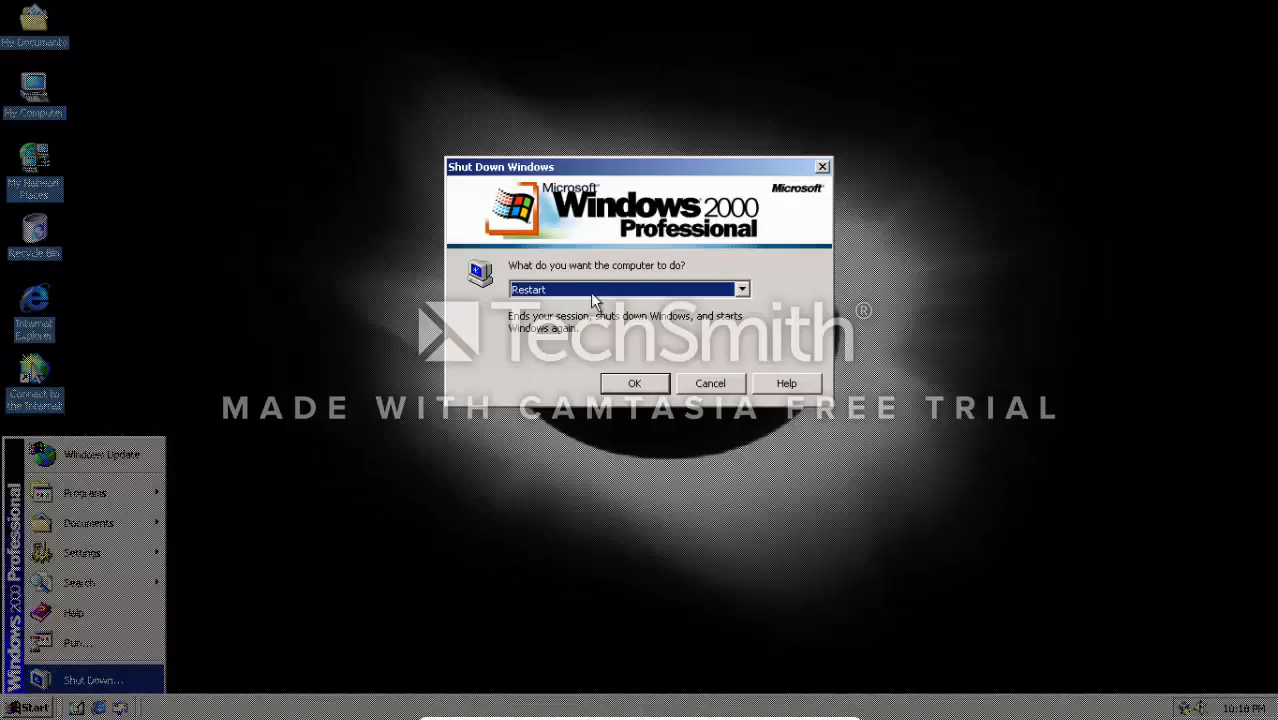 My Documents
My Computer
My Network
Places
Recycle Bin
Internet
Explorer
Connect to
the Internet
Shut Down Windows
Microsoft
Windows 2000
Professional
Microsoft
What do you want the computer to do?
Restart
Ends your session, shuts down Windows, and starts
Windows again.
OK
Cancel
Help
TechSmith®
MADE WITH CAMTASIA FREE TRIAL
Windows 2000 Professional
Windows Update
Programs
Documents
Settings
Search
Help
Run...
Shut Down...
Start
10:18 PM